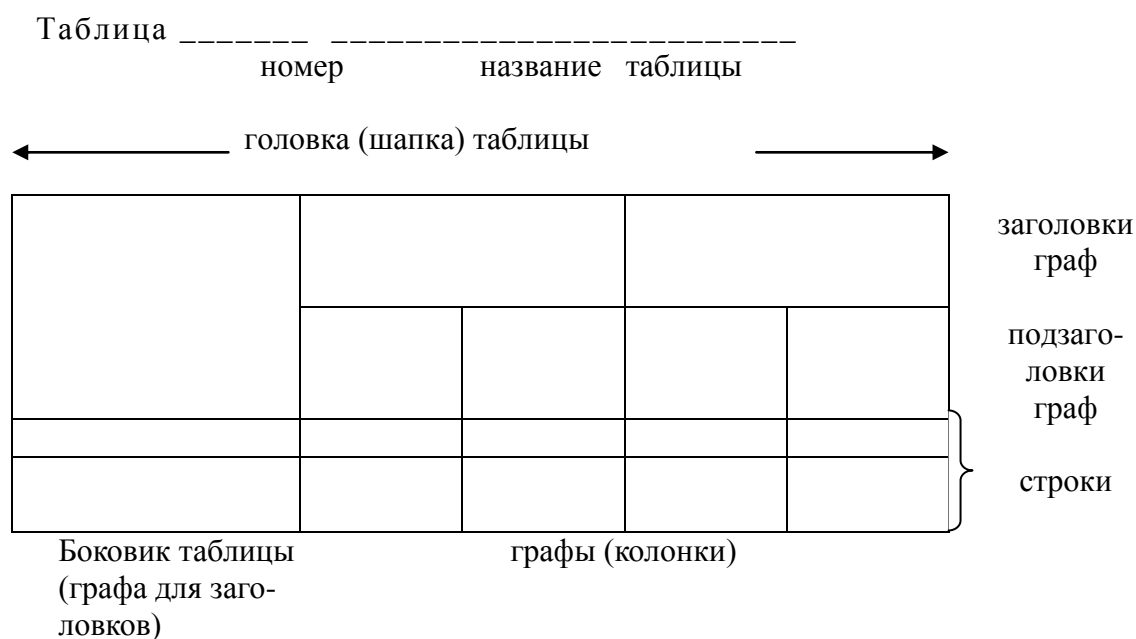 Таблица _______ _________________________
номер название таблицы
головка (шапка) таблицы
заголовки
граф
подзаго-
ловки
граф
строки
Боковик таблицы
(графа для заго-
ловков)
графы (колонки)